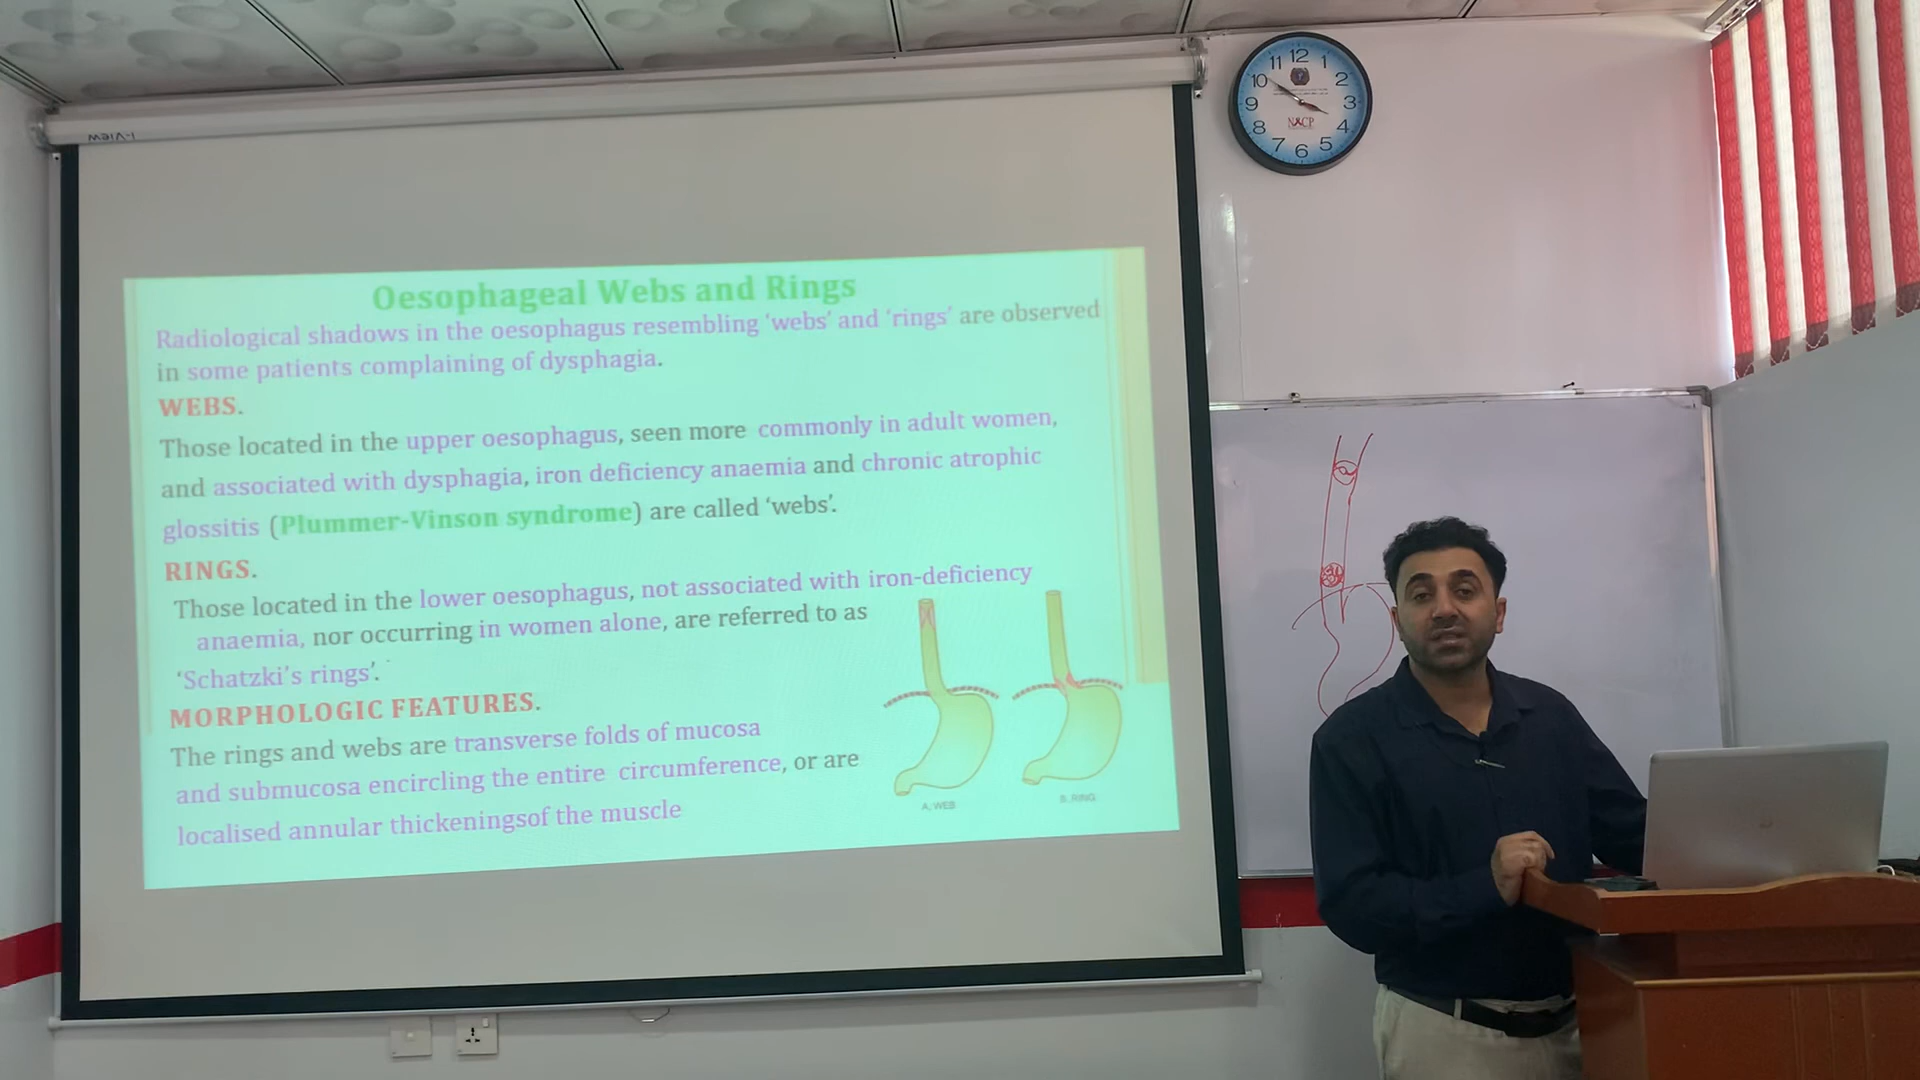 i-view
Oesophageal Webs and Rings
Radiological shadows in the oesophagus resembling ‘webs’ and ‘rings’ are observed
in some patients complaining of dysphagia.
WEBS.
Those located in the upper oesophagus, seen more commonly in adult women,
and associated with dysphagia, iron deficiency anaemia and chronic atrophic
glossitis (Plummer-Vinson syndrome) are called ‘webs’.
RINGS.
Those located in the lower oesophagus, not associated with iron-deficiency
anaemia, nor occurring in women alone, are referred to as
‘Schatzki’s rings’.
MORPHOLOGIC FEATURES.
The rings and webs are transverse folds of mucosa
and submucosa encircling the entire circumference, or are
localised annular thickeningsof the muscle
A, WEB
B, RING
12
1
2
3
4
5
6
7
8
9
10
11
NACP